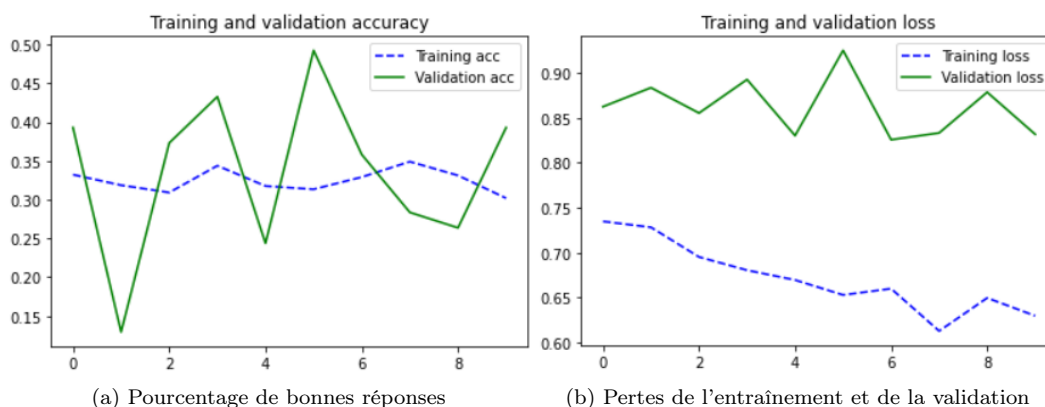 Training and validation accuracy
0.50
0.45
0.40
0.35
0.30
0.25
0.20
0.15
0 2 4 6 8
Training acc
Validation acc
(a) Pourcentage de bonnes réponses
Training and validation loss
0.90
0.85
0.80
0.75
0.70
0.65
0.60
0 2 4 6 8
Training loss
Validation loss
(b) Pertes de l'entraînement et de la validation